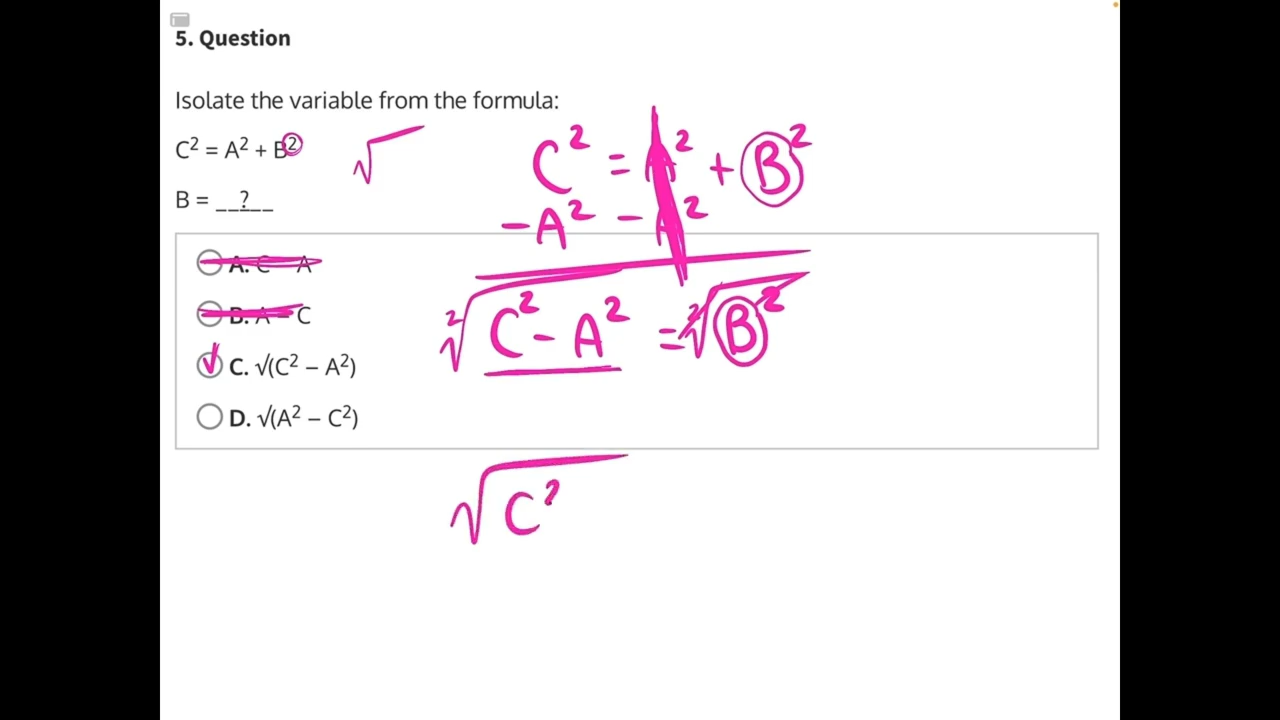 5. Question
Isolate the variable from the formula:
C² = A² + B²
B = __?__
A. C – A
B. A – C
C. √(C² – A²)
D. √(A² – C²)
√
C² = A² + B²
-A² - A²
²√C² - A² = ²√B²
√C²